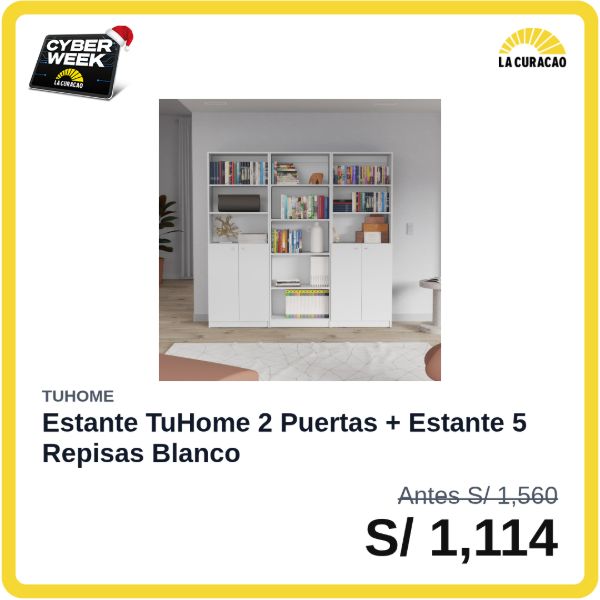 CYBER
WEEK
LA CURACAO
LA CURACAO
TUHOME
Estante TuHome 2 Puertas + Estante 5
Repisas Blanco
Antes S/ 1,560
S/ 1,114